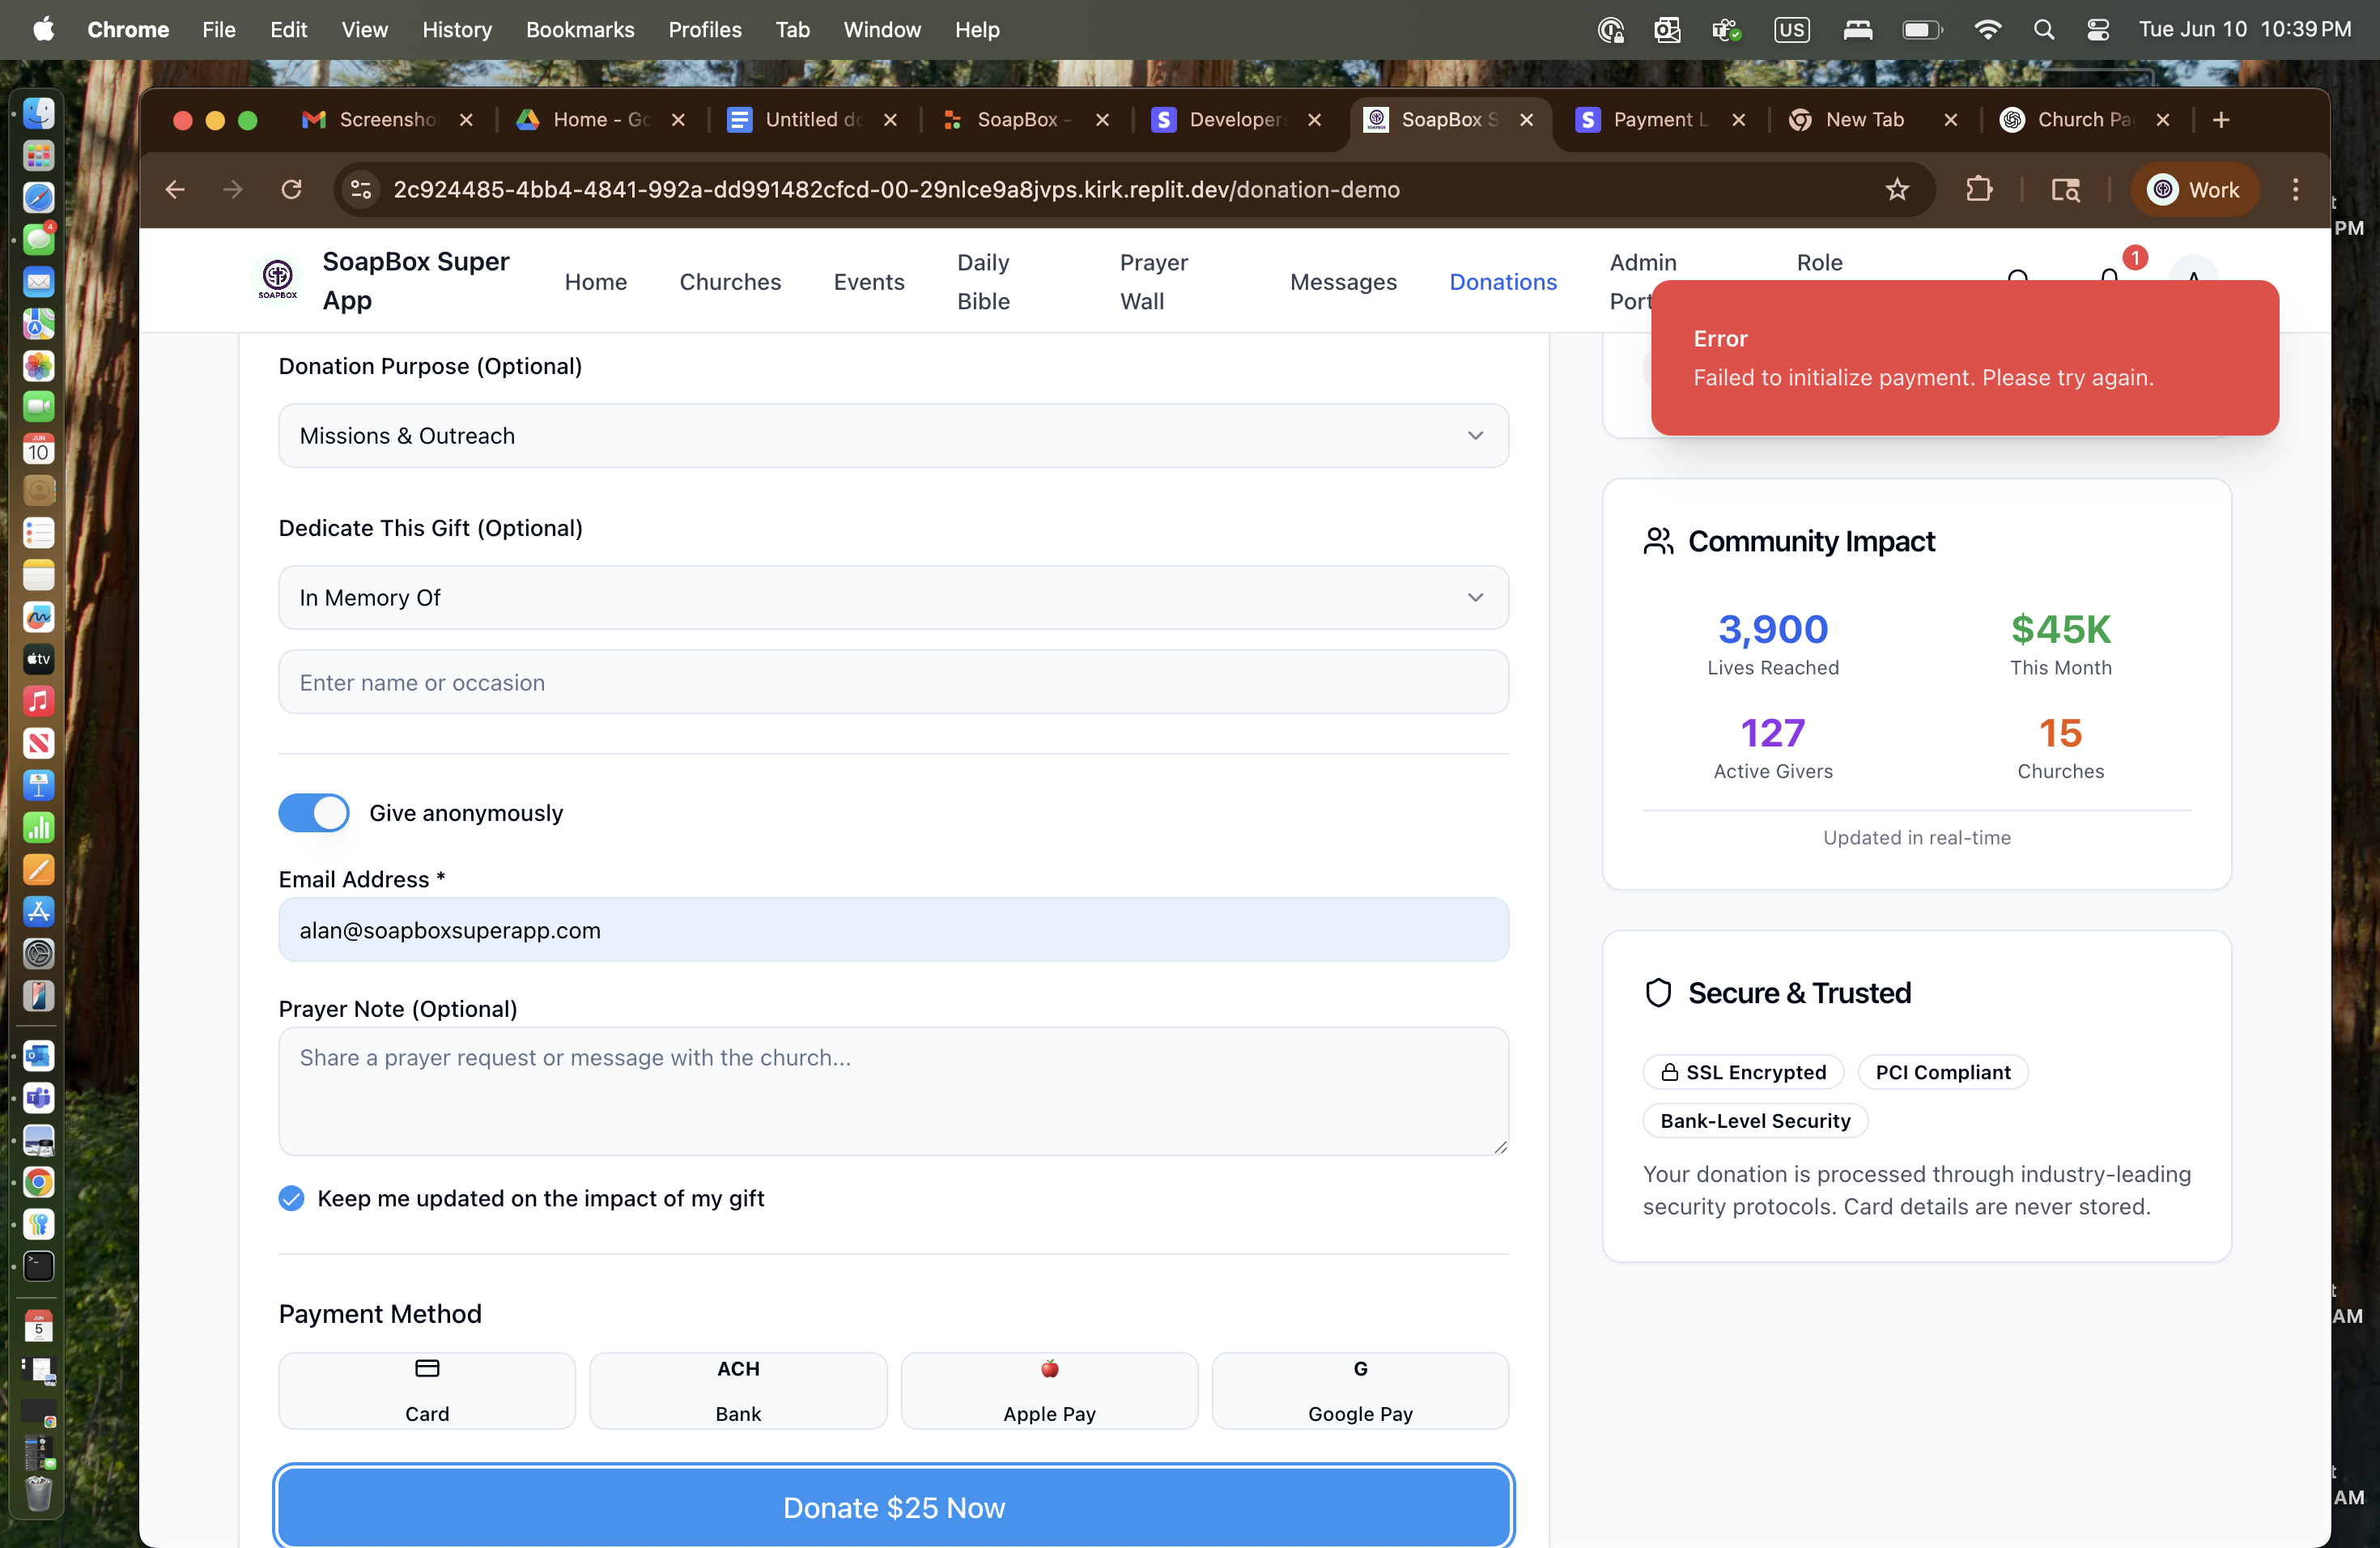 Chrome File Edit View History Bookmarks Profiles Tab Window Help
US Tue Jun 10 10:39 PM
Screensho Home - Go Untitled do SoapBox - Developer SoapBox S Payment L New Tab Church Pa
2c924485-4bb4-4841-992a-dd991482cfcd-00-29nlce9a8jvps.kirk.replit.dev/donation-demo
Work
SoapBox Super App
SOAPBOX
Home
Churches
Events
Daily Bible
Prayer Wall
Messages
Donations
Admin Port
Role
1
A
Error
Failed to initialize payment. Please try again.
Donation Purpose (Optional)
Missions & Outreach
Dedicate This Gift (Optional)
In Memory Of
Enter name or occasion
Give anonymously
Email Address *
alan@soapboxsuperapp.com
Prayer Note (Optional)
Share a prayer request or message with the church...
Keep me updated on the impact of my gift
Payment Method
Card
ACH
Bank
Apple Pay
G
Google Pay
Donate $25 Now
Community Impact
3,900
Lives Reached
$45K
This Month
127
Active Givers
15
Churches
Updated in real-time
Secure & Trusted
SSL Encrypted
PCI Compliant
Bank-Level Security
Your donation is processed through industry-leading
security protocols. Card details are never stored.
4
JUN
10
tv
5
PM
AM
AM